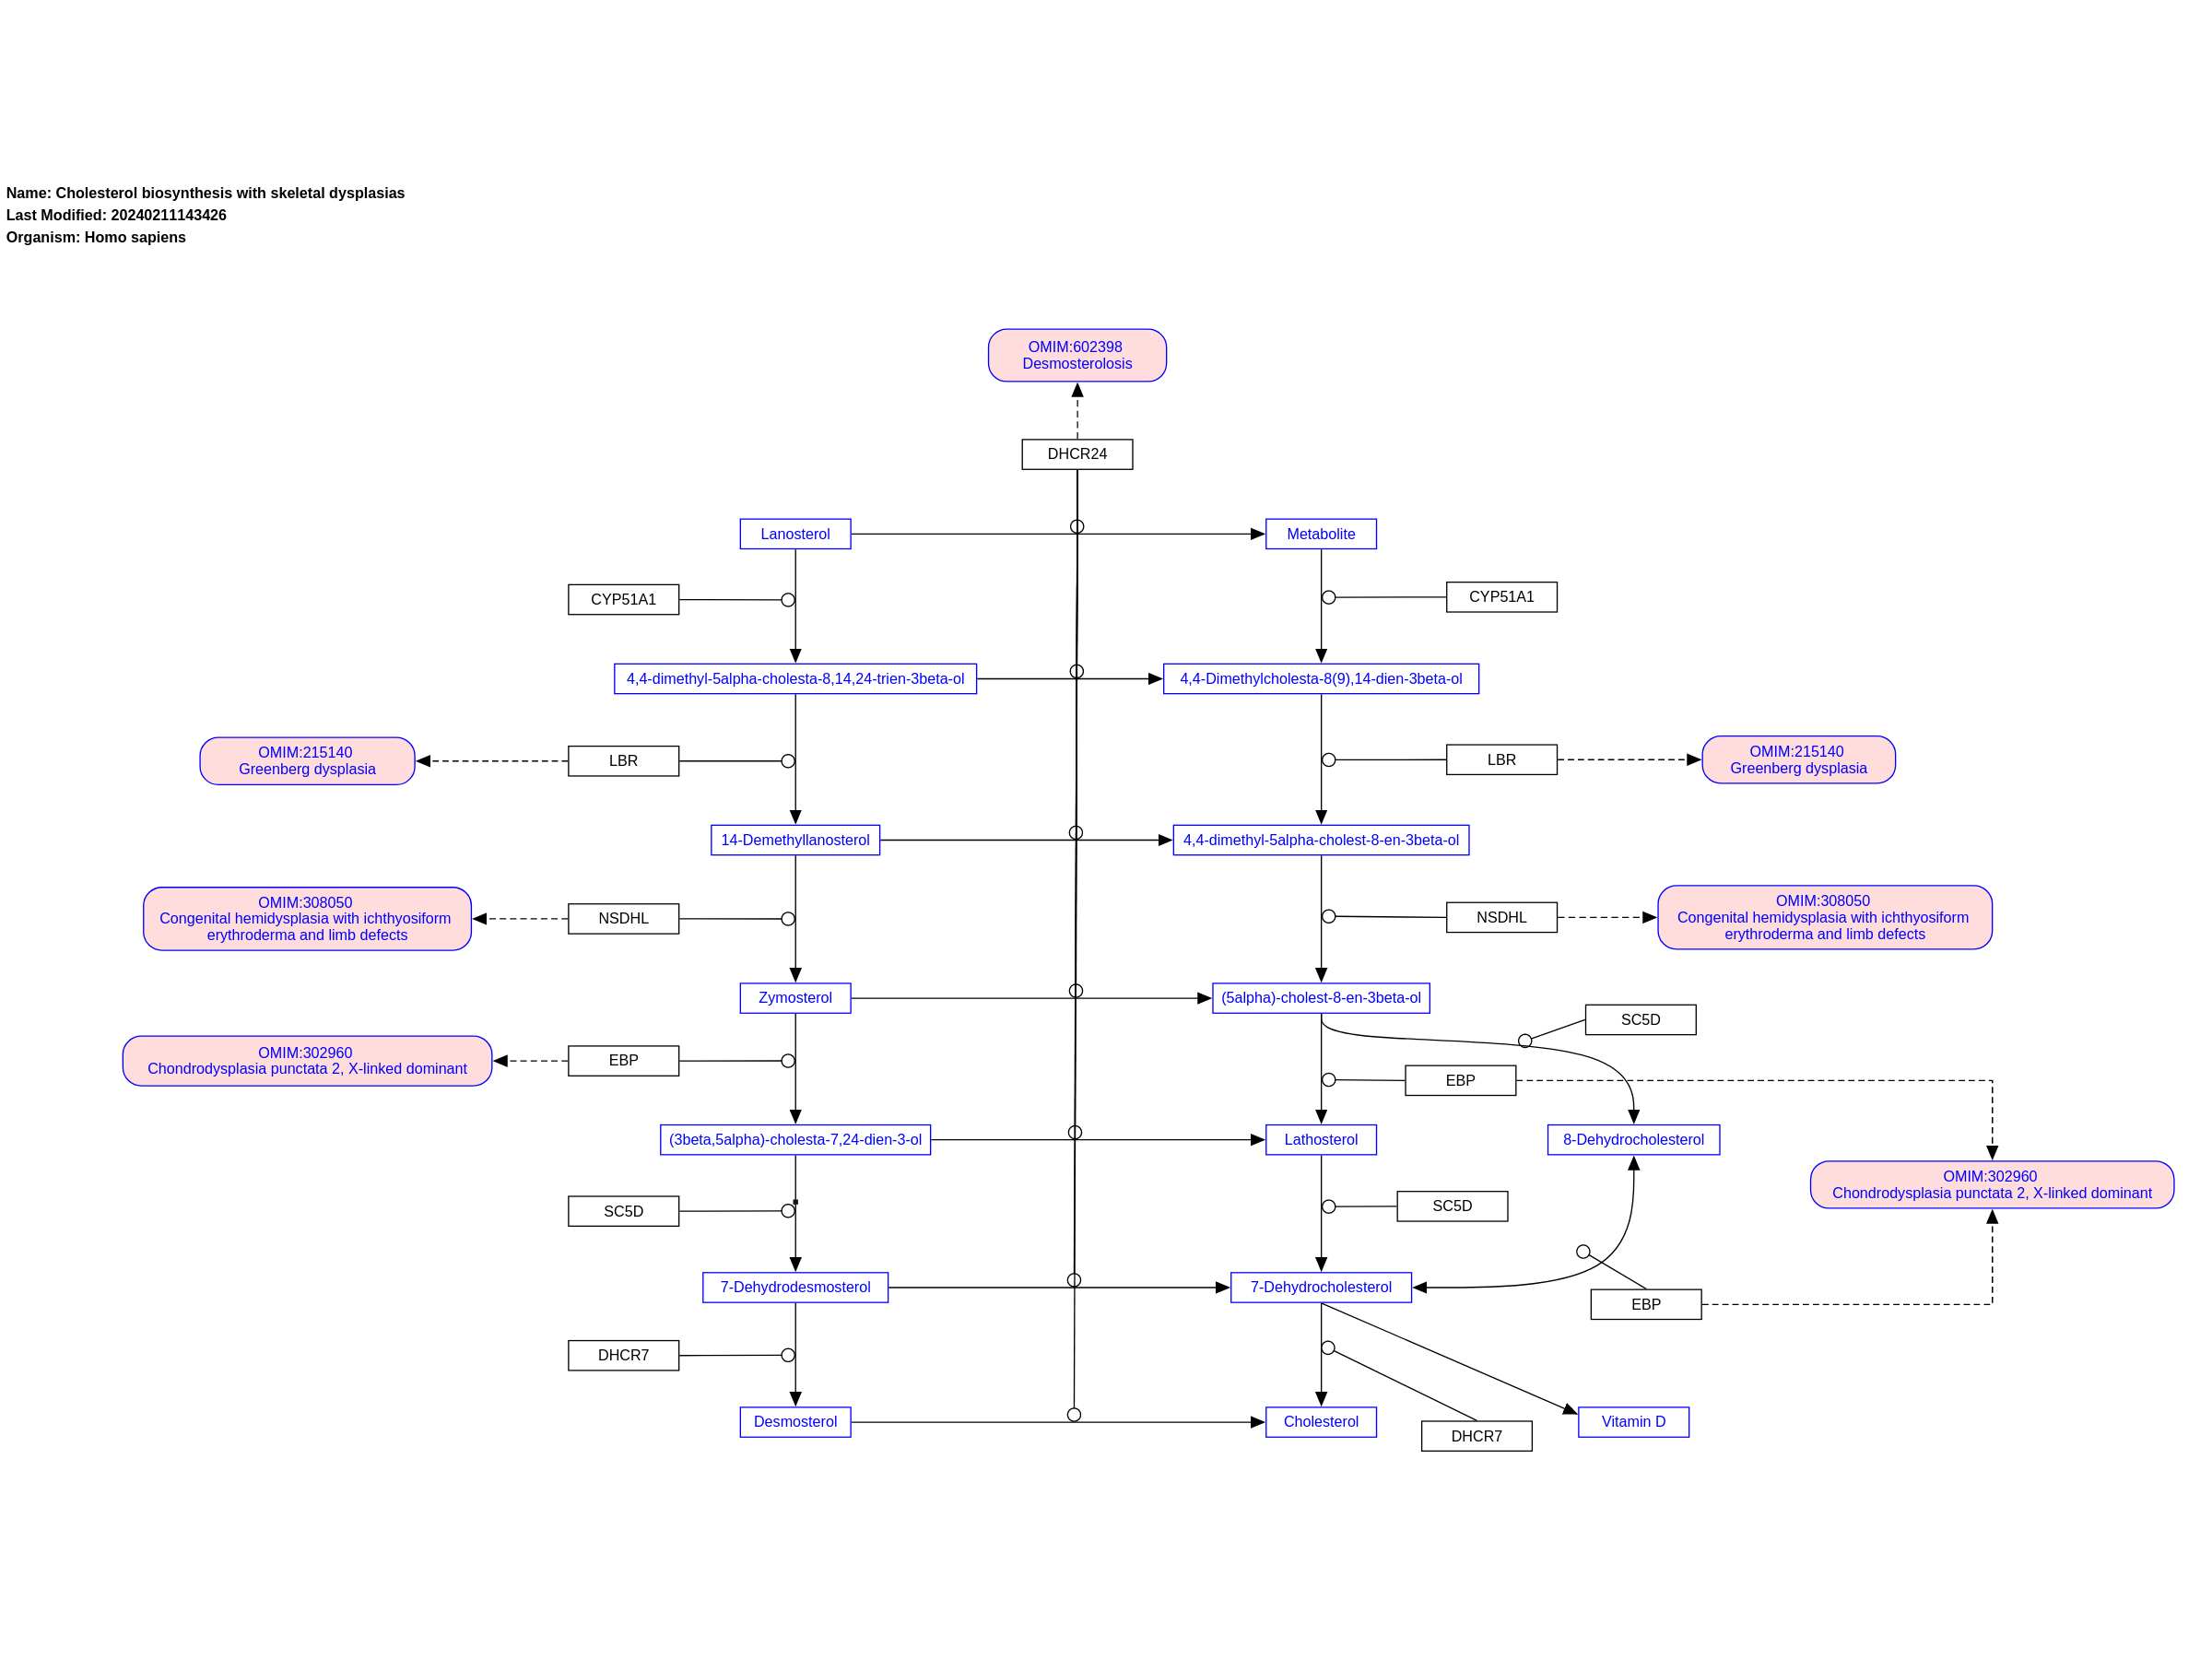 Name: Cholesterol biosynthesis with skeletal dysplasias
Last Modified: 20240211143426
Organism: Homo sapiens
OMIM:602398
Desmosterolosis
DHCR24
Lanosterol
Metabolite
CYP51A1
CYP51A1
4,4-dimethyl-5alpha-cholesta-8,14,24-trien-3beta-ol
4,4-Dimethylcholesta-8(9),14-dien-3beta-ol
OMIM:215140
Greenberg dysplasia
LBR
LBR
OMIM:215140
Greenberg dysplasia
14-Demethyllanosterol
4,4-dimethyl-5alpha-cholest-8-en-3beta-ol
OMIM:308050
Congenital hemidysplasia with ichthyosiform
erythroderma and limb defects
NSDHL
NSDHL
OMIM:308050
Congenital hemidysplasia with ichthyosiform
erythroderma and limb defects
Zymosterol
(5alpha)-cholest-8-en-3beta-ol
SC5D
OMIM:302960
Chondrodysplasia punctata 2, X-linked dominant
EBP
EBP
(3beta,5alpha)-cholesta-7,24-dien-3-ol
Lathosterol
8-Dehydrocholesterol
OMIM:302960
Chondrodysplasia punctata 2, X-linked dominant
SC5D
SC5D
7-Dehydrodesmosterol
7-Dehydrocholesterol
EBP
DHCR7
Desmosterol
Cholesterol
Vitamin D
DHCR7